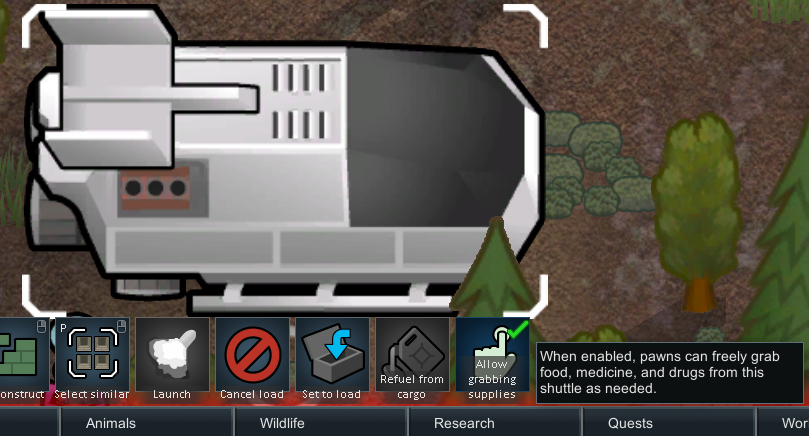 P
onstruct
Select similar
Launch
Cancel load
Set to load
Refuel from
cargo
Allow
grabbing
supplies
When enabled, pawns can freely grab
food, medicine, and drugs from this
shuttle as needed.
Animals
Wildlife
Research
Quests
Wor